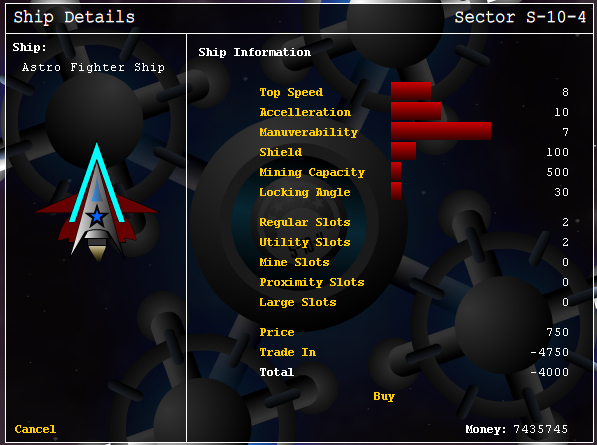 Ship Details
Sector S-10-4
Ship:
Astro Fighter Ship
Ship Information
Top Speed 8
Accelleration 10
Manuverability 7
Shield 100
Mining Capacity 500
Locking Angle 30
Regular Slots 2
Utility Slots 2
Mine Slots 0
Proximity Slots 0
Large Slots 0
Price 750
Trade In -4750
Total -4000
Buy
Cancel
Money: 7435745